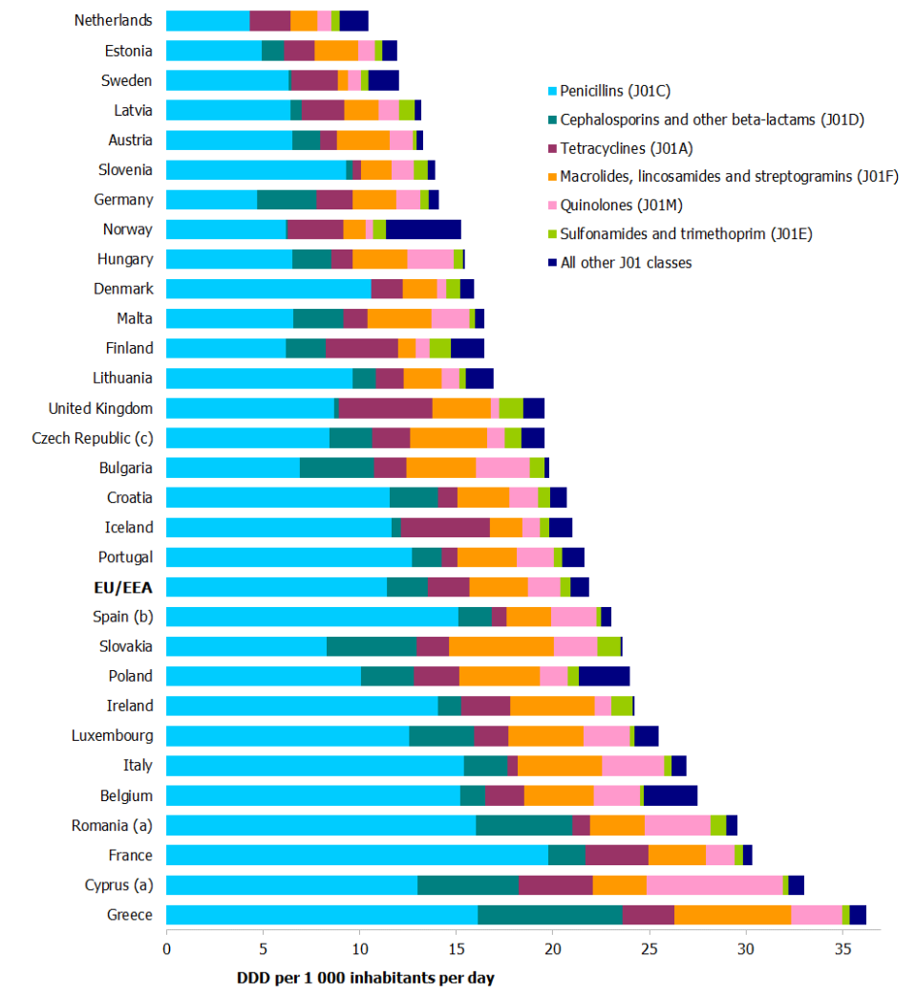 Netherlands
Estonia
Sweden
Latvia
Austria
Slovenia
Germany
Norway
Hungary
Denmark
Malta
Finland
Lithuania
United Kingdom
Czech Republic (c)
Bulgaria
Croatia
Iceland
Portugal
EU/EEA
Spain (b)
Slovakia
Poland
Ireland
Luxembourg
Italy
Belgium
Romania (a)
France
Cyprus (a)
Greece
Penicillins (J01C)
Cephalosporins and other beta-lactams (J01D)
Tetracyclines (J01A)
Macrolides, lincosamides and streptogramins (J01F)
Quinolones (J01M)
Sulfonamides and trimethoprim (J01E)
All other J01 classes
0 5 10 15 20 25 30 35
DDD per 1 000 inhabitants per day